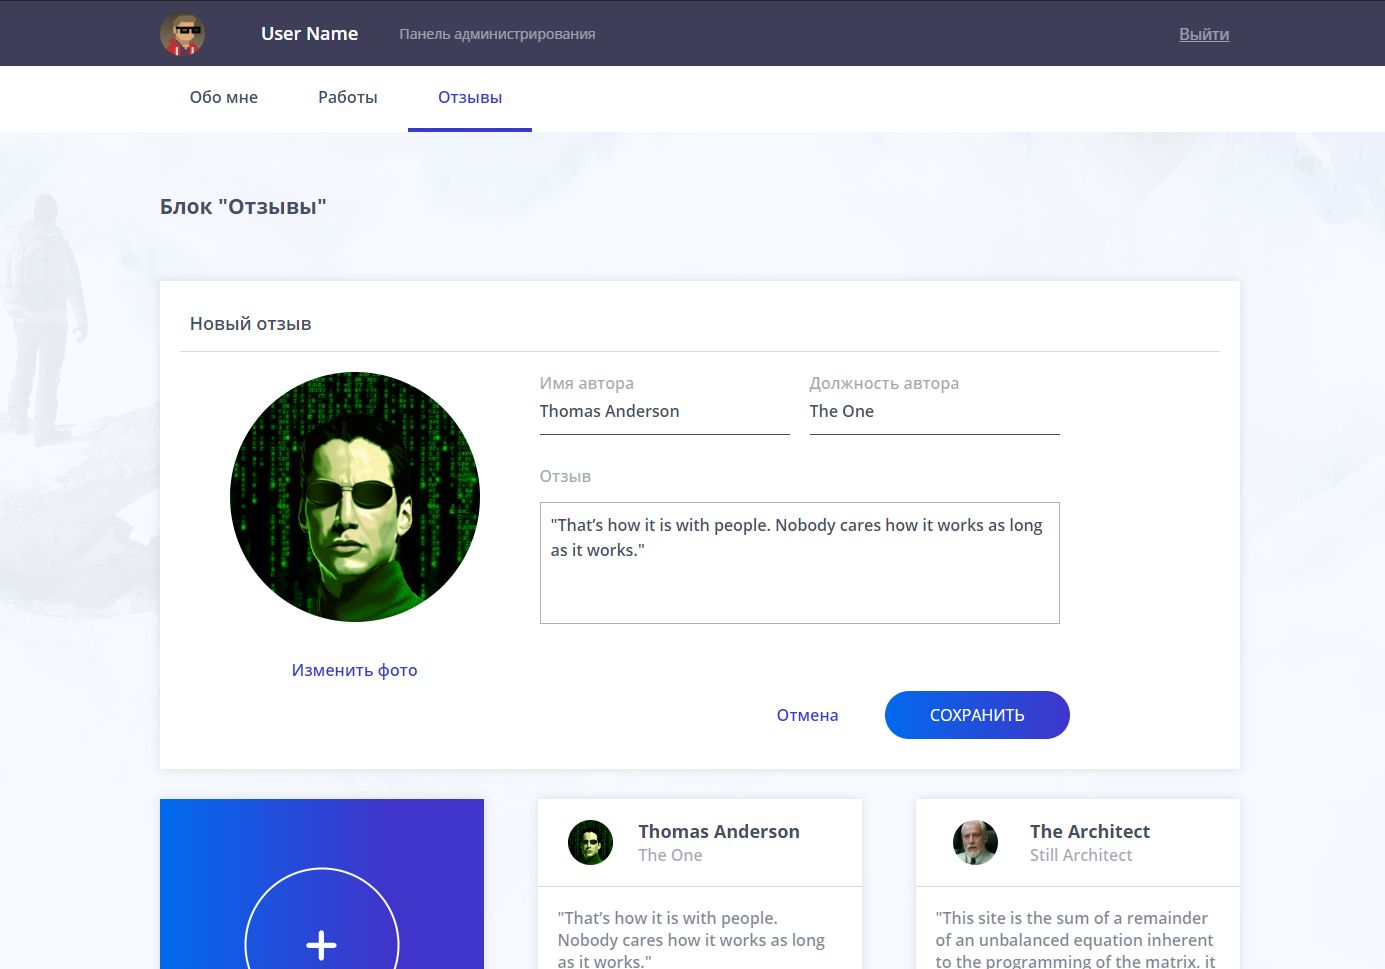 User Name
Панель администрирования
Выйти
Обо мне
Работы
Отзывы
Блок "Отзывы"
Новый отзыв
Имя автора
Должность автора
Thomas Anderson
The One
Отзыв
"That’s how it is with people. Nobody cares how it works as long
as it works."
Изменить фото
Отмена
СОХРАНИТЬ
Thomas Anderson
The One
"That’s how it is with people.
Nobody cares how it works as long
as it works."
The Architect
Still Architect
"This site is the sum of a remainder
of an unbalanced equation inherent
to the programming of the matrix. it